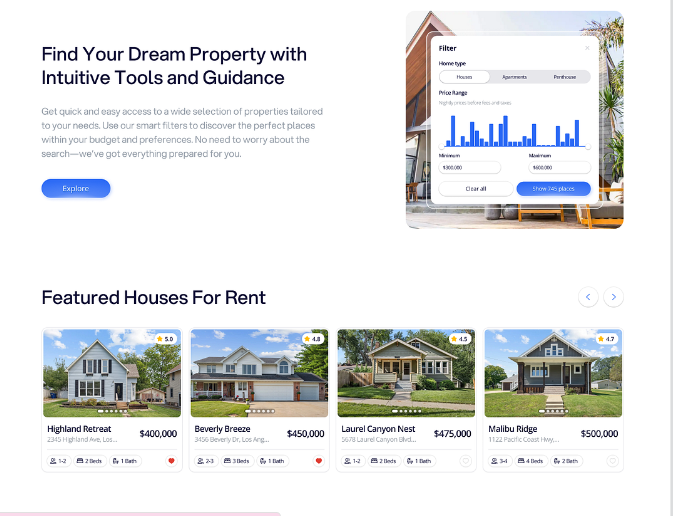 Find Your Dream Property with
Intuitive Tools and Guidance
Get quick and easy access to a wide selection of properties tailored
to your needs. Use our smart filters to discover the perfect places
within your budget and preferences. No need to worry about the
search—we've got everything prepared for you.
Explore
Filter
Home type
Houses Apartments Penthouse
Price Range
Nightly prices before fees and taxes
Minimum Maximum
$300,000 $600,000
Clear all Show 745 places
Featured Houses For Rent
5.0 4.8 4.5 4.7
Highland Retreat $400,000
2345 Highland Ave, Los...
1-2 2 Beds 1 Bath
Beverly Breeze $450,000
3456 Beverly Dr, Los Ang...
2-3 3 Beds 1 Bath
Laurel Canyon Nest $475,000
5678 Laurel Canyon Blvd...
1-2 2 Beds 1 Bath
Malibu Ridge $500,000
1122 Pacific Coast Hwy,...
3-4 4 Beds 2 Bath